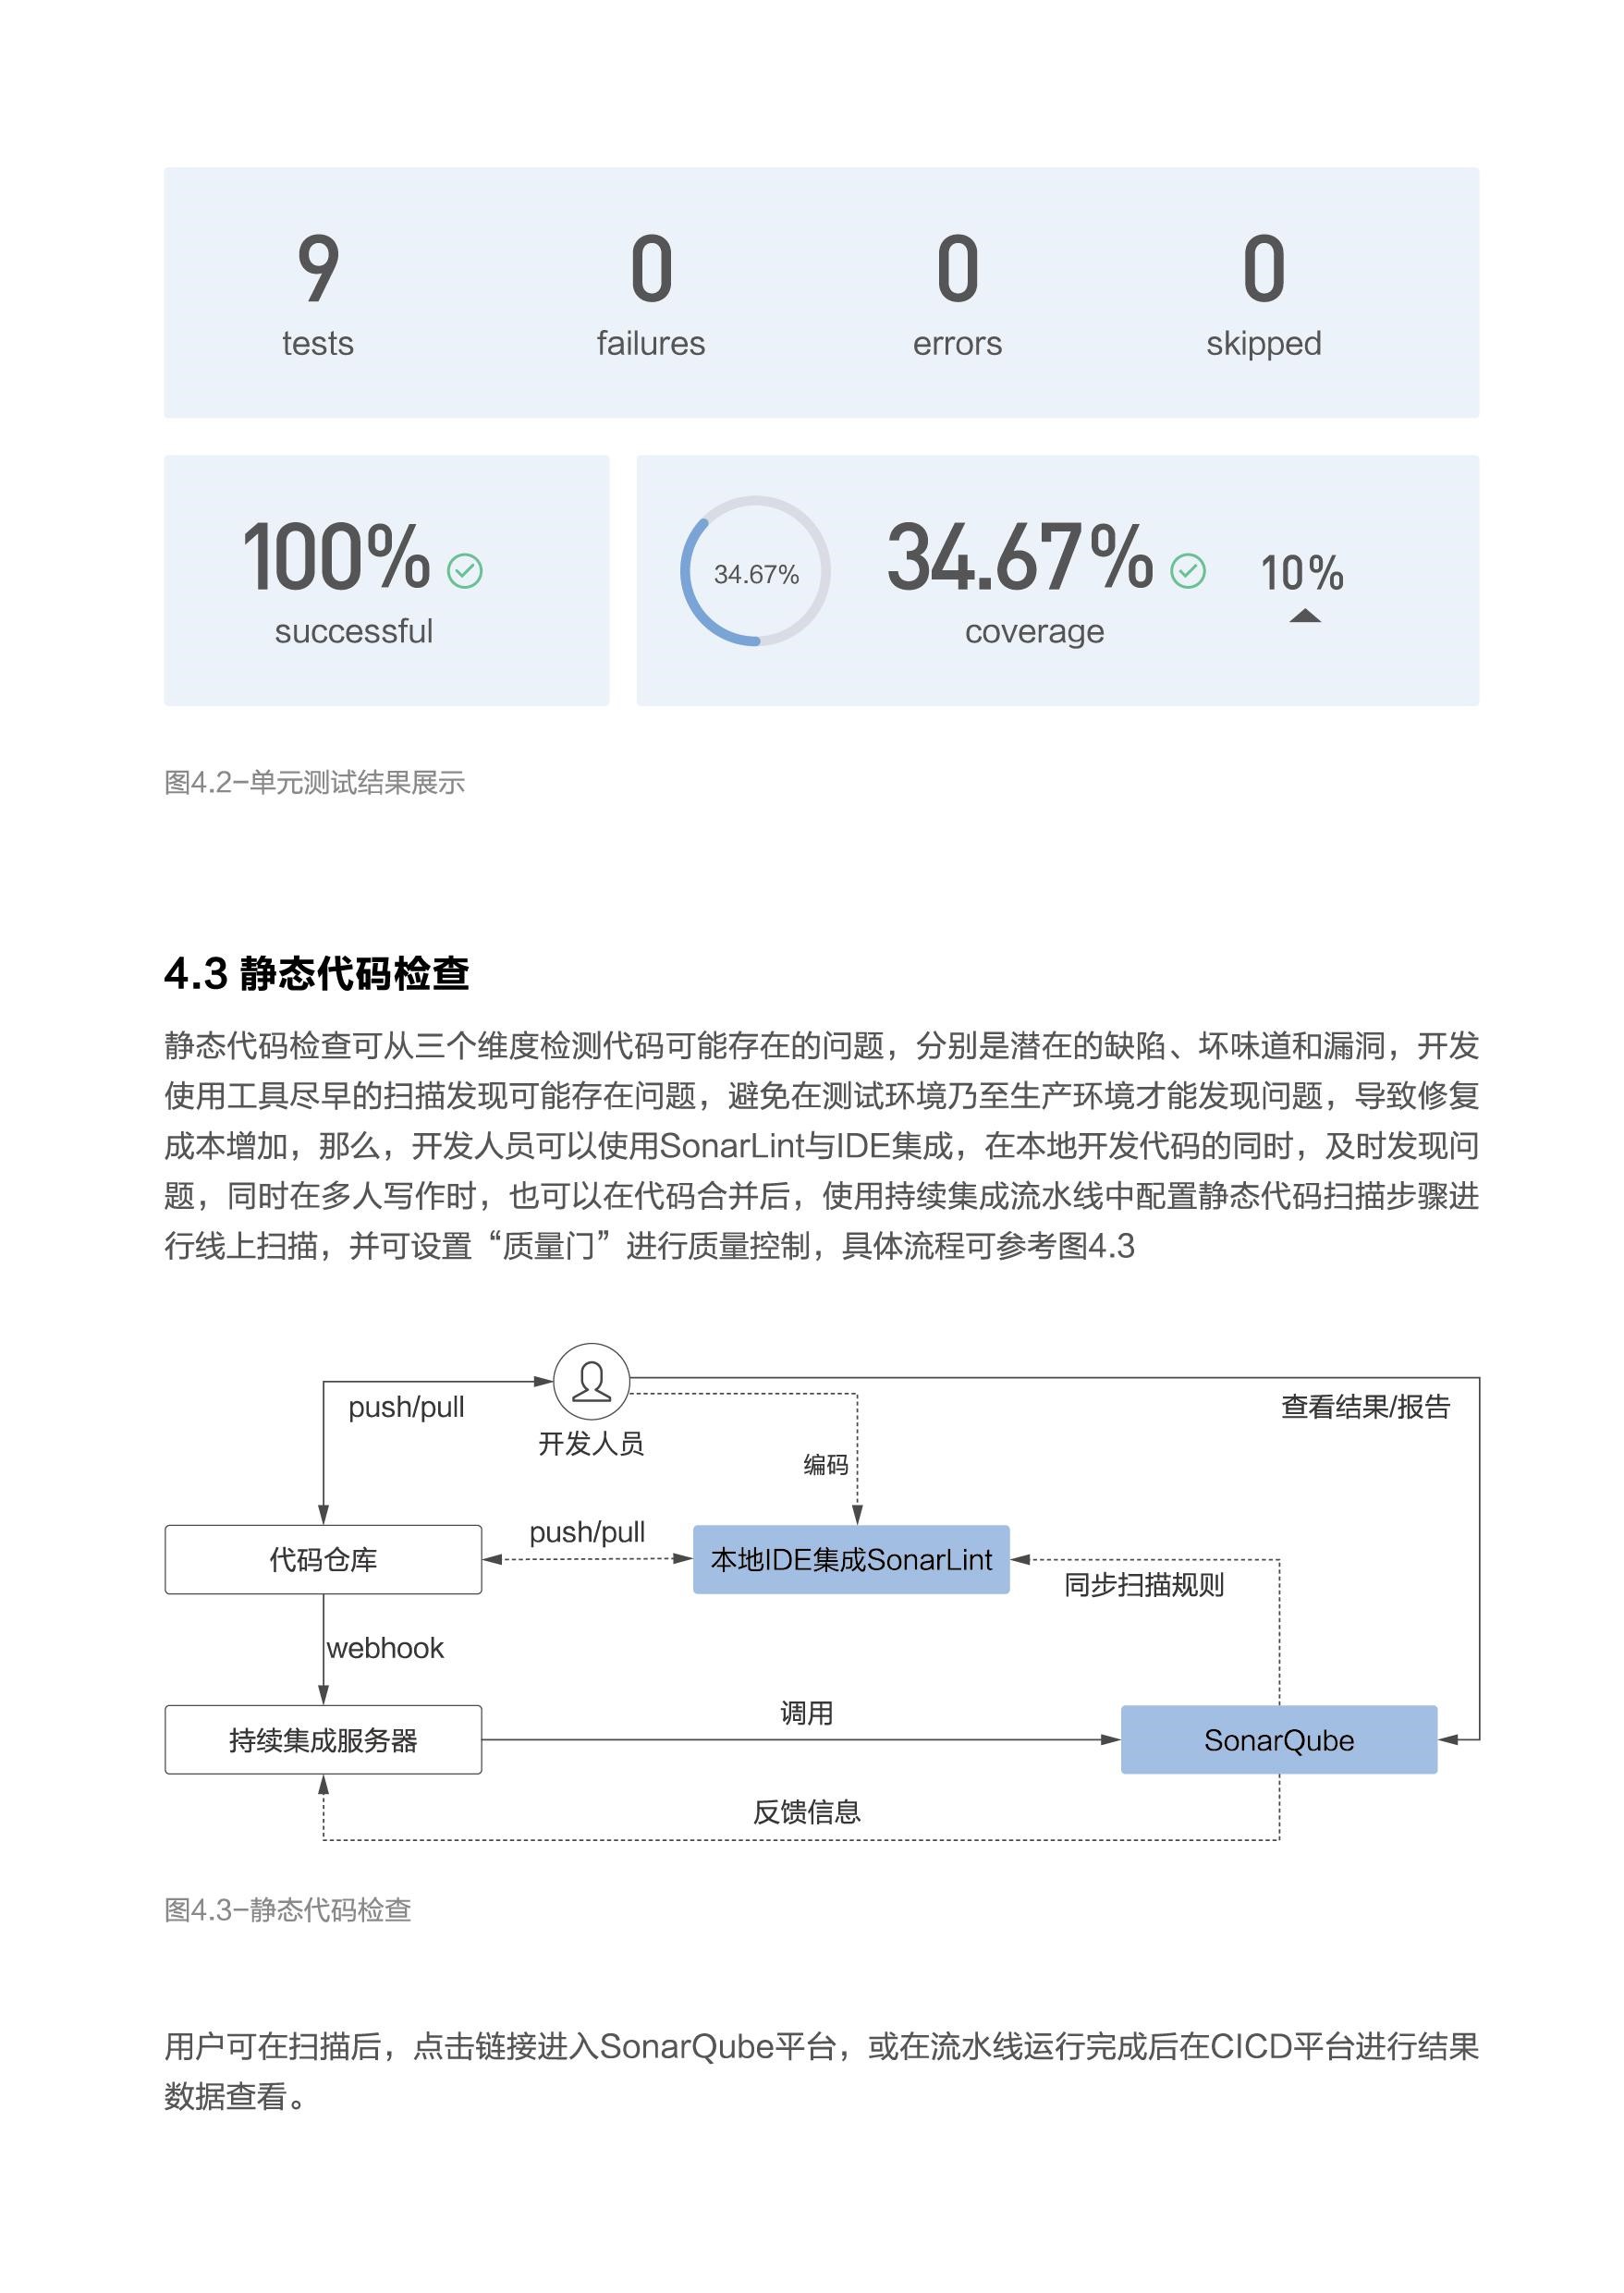 9 0 0 0
tests failures errors skipped
100% 34.67% 34.67% 10%
successful coverage
图4.2-单元测试结果展示
4.3 静态代码检查
静态代码检查可从三个维度检测代码可能存在的问题，分别是潜在的缺陷、坏味道和漏洞，开发
使用工具尽早的扫描发现可能存在问题，避免在测试环境乃至生产环境才能发现问题，导致修复
成本增加，那么，开发人员可以使用SonarLint与IDE集成，在本地开发代码的同时，及时发现问
题，同时在多人写作时，也可以在代码合并后，使用持续集成流水线中配置静态代码扫描步骤进
行线上扫描，并可设置“质量门”进行质量控制，具体流程可参考图4.3
push/pull 查看结果/报告
开发人员
编码
push/pull
代码仓库 本地IDE集成SonarLint
同步扫描规则
webhook
调用
持续集成服务器 SonarQube
反馈信息
图4.3-静态代码检查
用户可在扫描后，点击链接进入SonarQube平台，或在流水线运行完成后在CICD平台进行结果
数据查看。